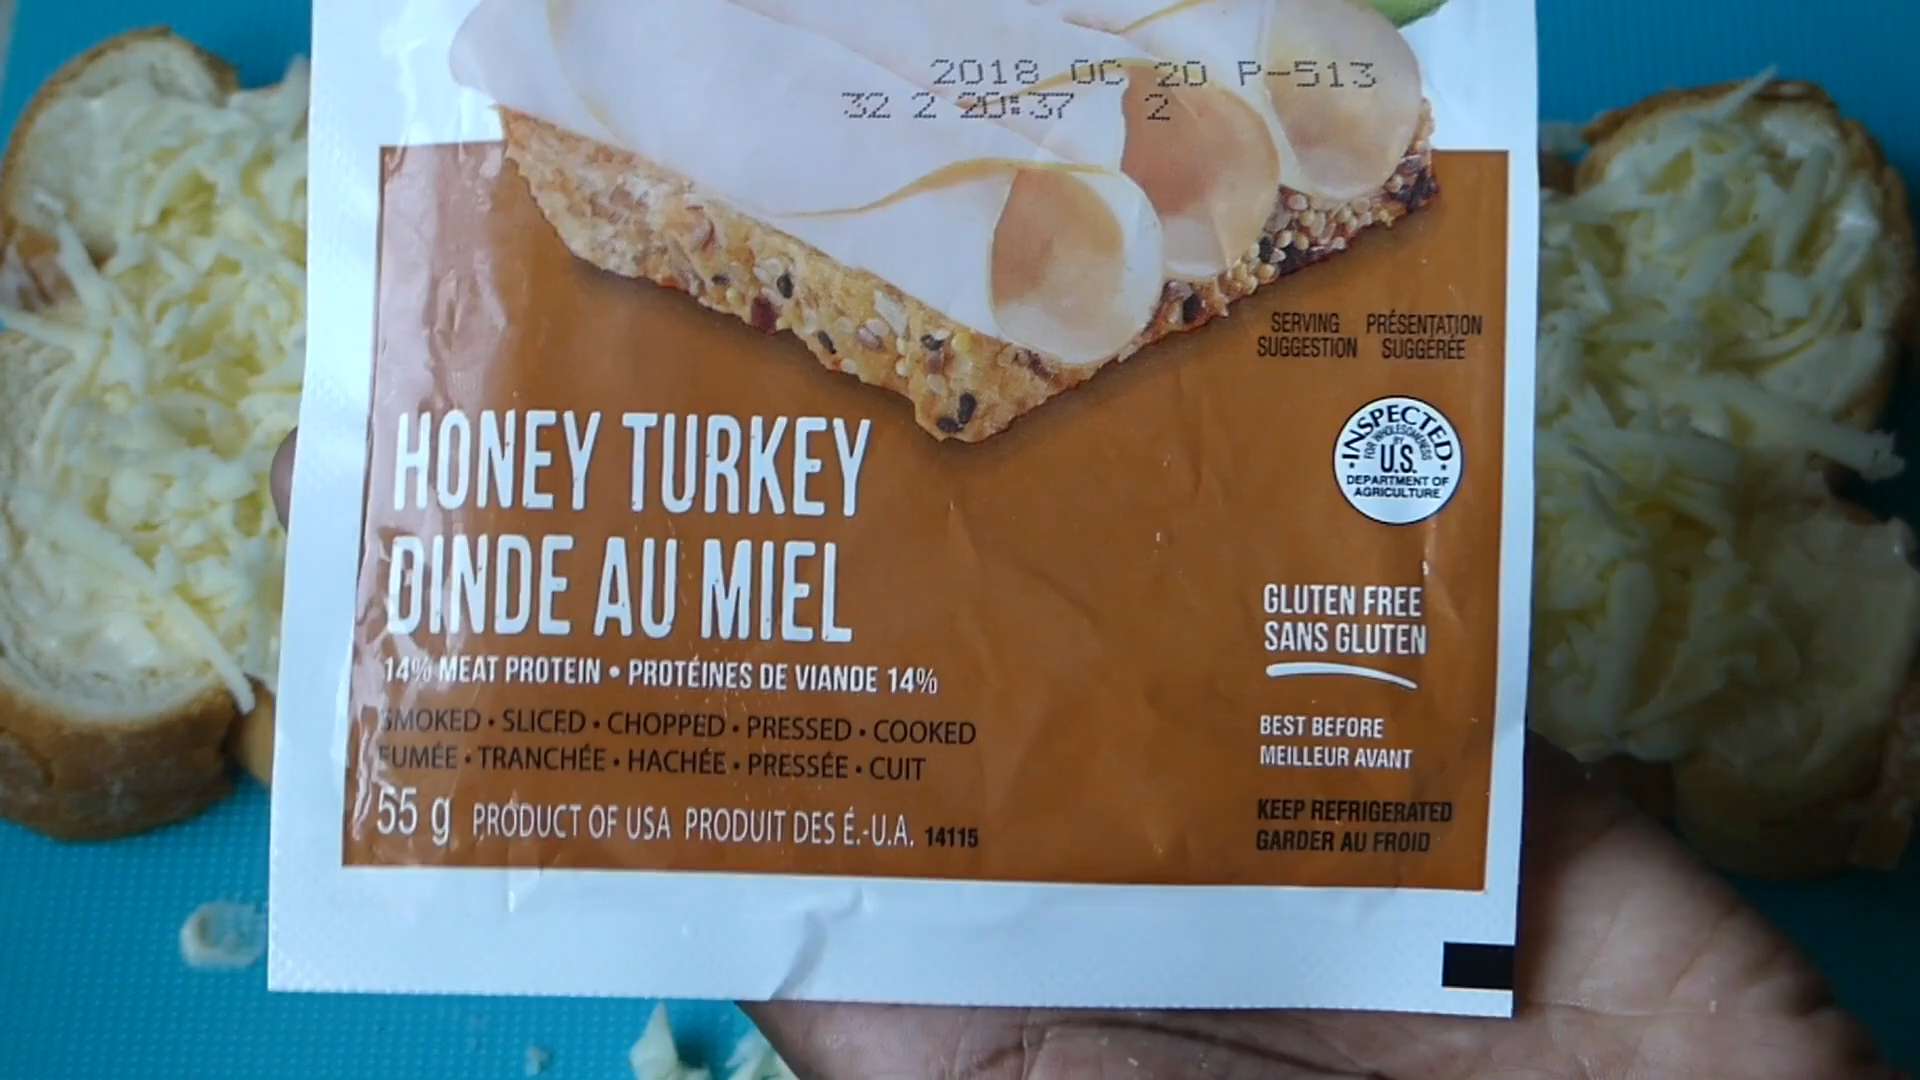 2018 OC 20 P-513
32 2 20:37 2
SERVING SUGGESTION
PRÉSENTATION SUGGÉRÉE
INSPECTED
FOR WHOLESOMENESS
BY
U.S.
DEPARTMENT OF
AGRICULTURE
HONEY TURKEY
DINDE AU MIEL
14% MEAT PROTEIN • PROTÉINES DE VIANDE 14%
SMOKED • SLICED • CHOPPED • PRESSED • COOKED
FUMÉE • TRANCHÉE • HACHÉE • PRESSÉE • CUIT
55 g PRODUCT OF USA PRODUIT DES É.-U.A. 14115
GLUTEN FREE
SANS GLUTEN
BEST BEFORE
MEILLEUR AVANT
KEEP REFRIGERATED
GARDER AU FROID